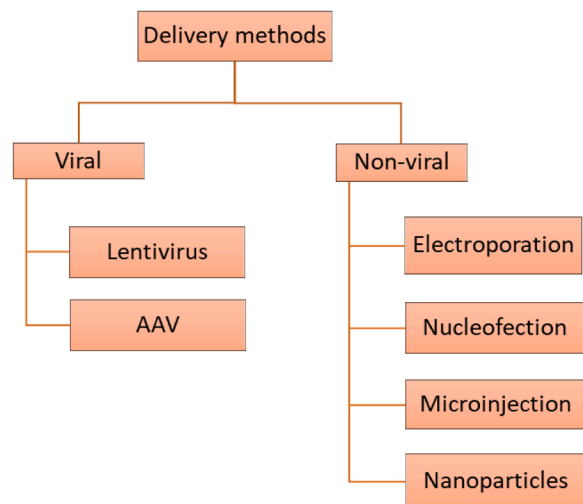 Delivery methods
Viral
Lentivirus
AAV
Non-viral
Electroporation
Nucleofection
Microinjection
Nanoparticles